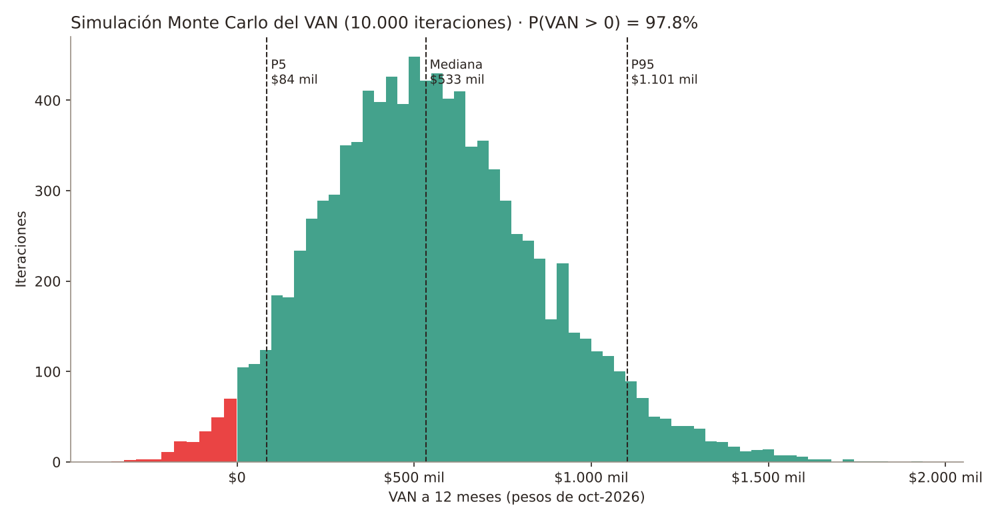 Simulación Monte Carlo del VAN (10.000 iteraciones) · P(VAN > 0) = 97.8%
P5
$84 mil
Mediana
$533 mil
P95
$1.101 mil
Iteraciones
400
300
200
100
0
$0
$500 mil
$1.000 mil
$1.500 mil
$2.000 mil
VAN a 12 meses (pesos de oct-2026)